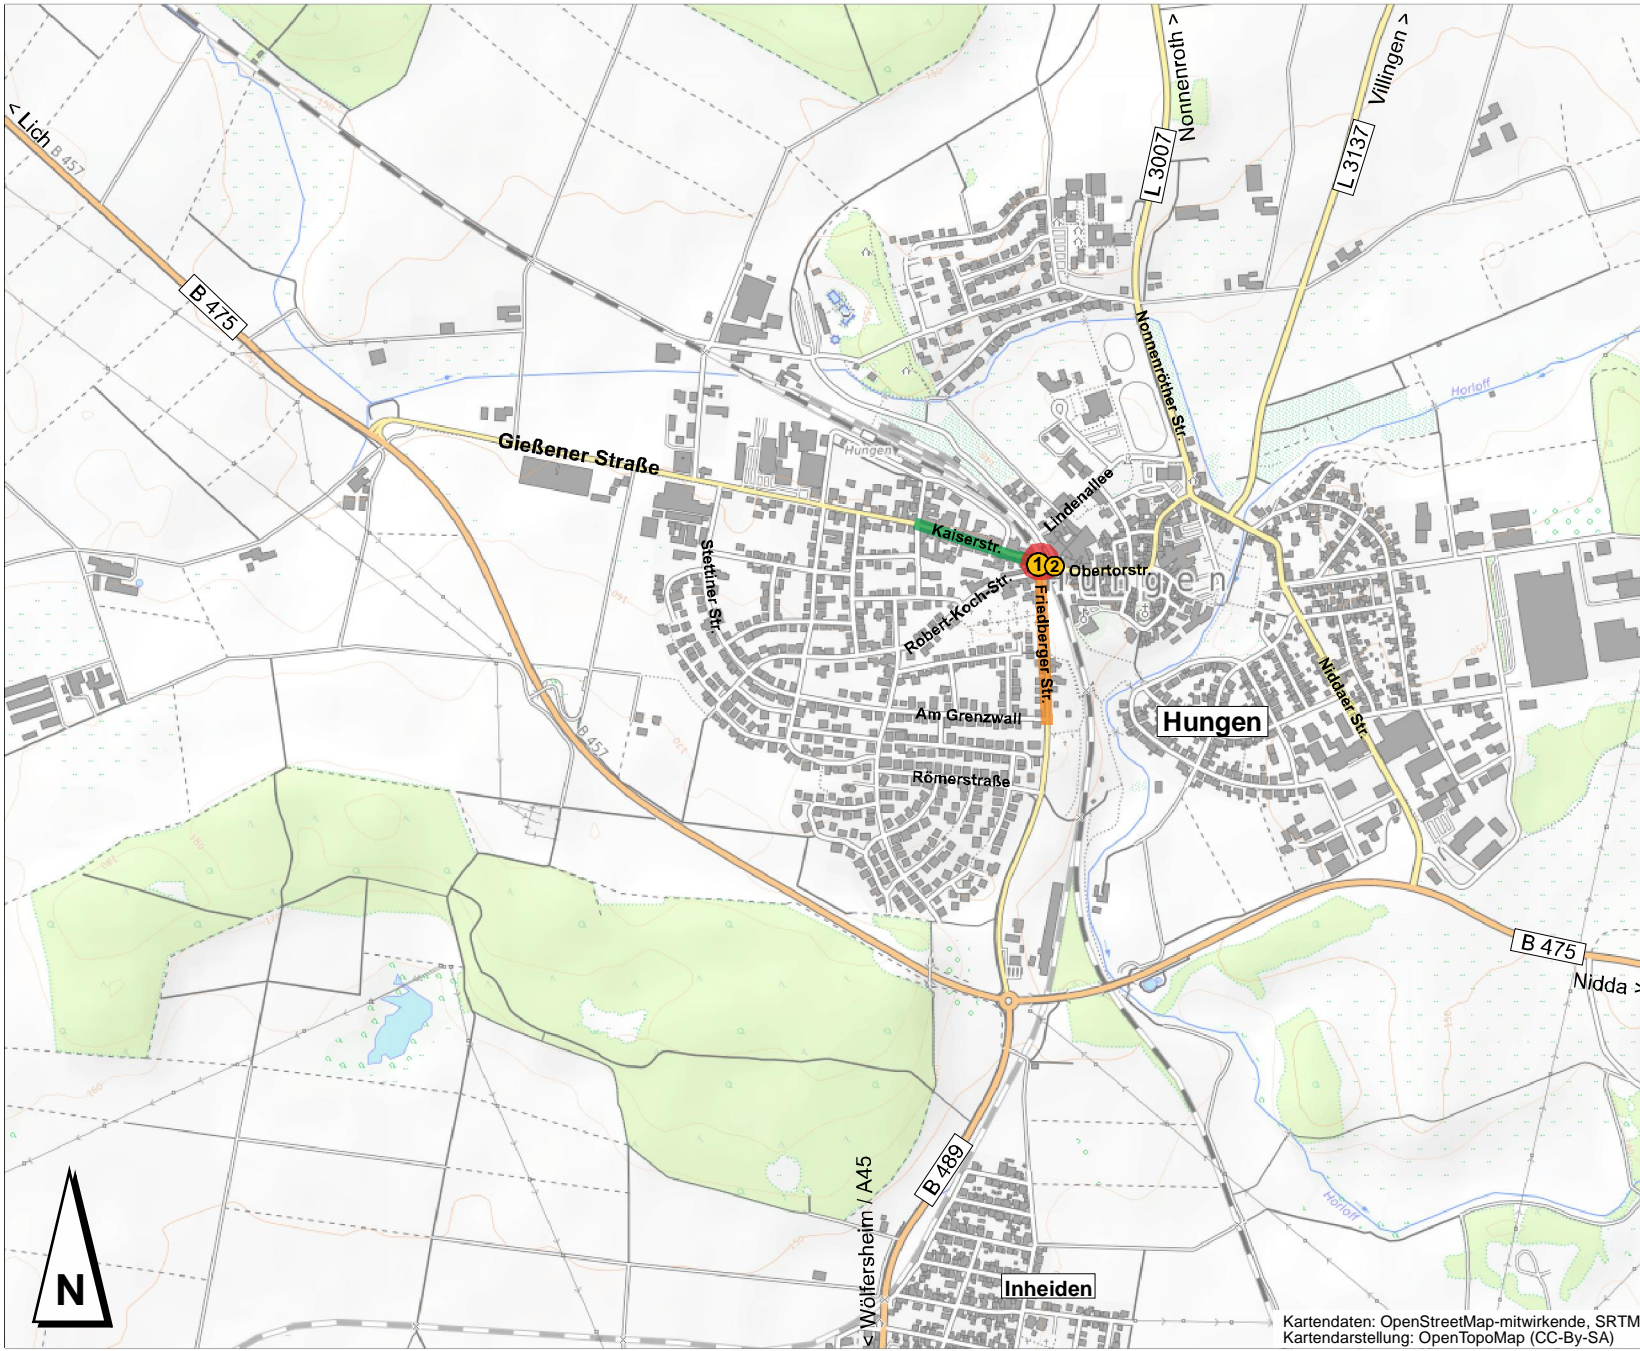 < Lich
B 457
B 475
Nonnenroth >
L 3007
Villingen >
L 3137
Nonnenröther Str.
Horloff
Gießener Straße
Hungen
Lindenallee
Kaiserstr.
1
2
Obertorstr.
Hungen
Stettiner Str.
Robert-Koch-Str.
Friedberger Str.
Am Grenzwall
Römerstraße
Hungen
Niddaer Str.
B 457
B 475
Nidda >
B 489
< Wölfersheim / A45
Horloff
Inheiden
N
Kartendaten: OpenStreetMap-mitwirkende, SRTM
Kartendarstellung: OpenTopoMap (CC-By-SA)